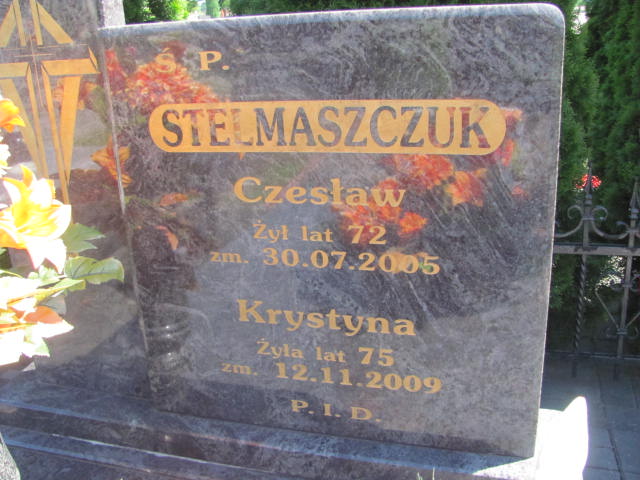 Ś. P.
STELMASZCZUK
Czesław
Żył lat 72
zm. 30.07.2005
Krystyna
Żyła lat 75
zm. 12.11.2009
P. I. D.